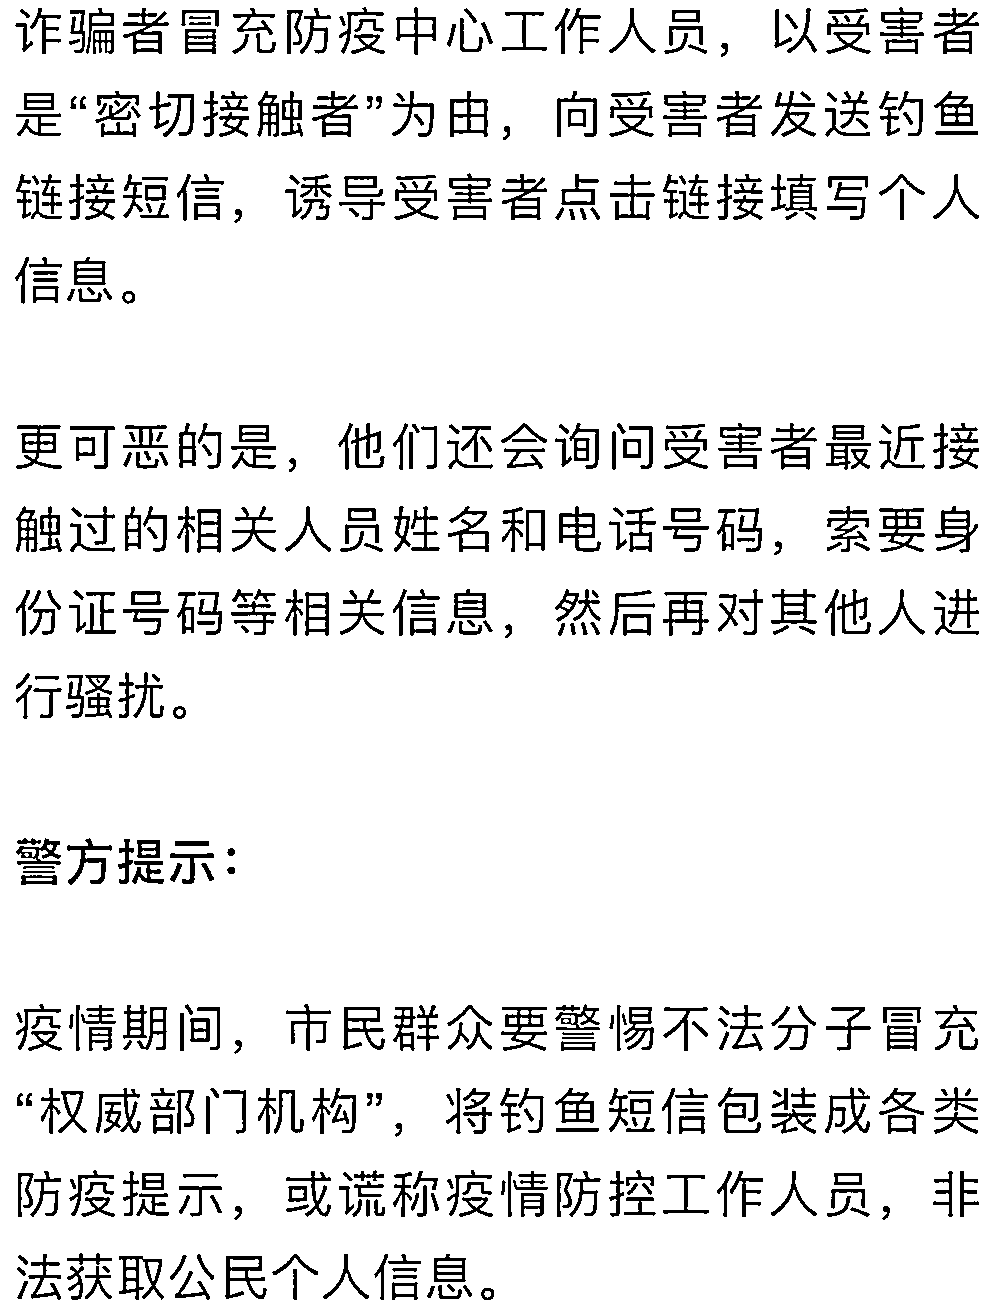 诈骗者冒充防疫中心工作人员，以受害者
是“密切接触者”为由，向受害者发送钓鱼
链接短信，诱导受害者点击链接填写个人
信息。
更可恶的是，他们还会询问受害者最近接
触过的相关人员姓名和电话号码，索要身
份证号码等相关信息，然后再对其他人进
行骚扰。
警方提示：
疫情期间，市民群众要警惕不法分子冒充
“权威部门机构”，将钓鱼短信包装成各类
防疫提示，或谎称疫情防控工作人员，非
法获取公民个人信息。